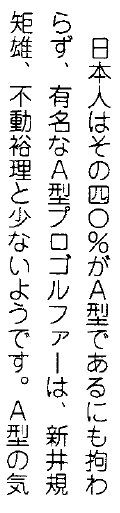 日本人はその四〇%がA型であるにも拘わ
らず、有名なA型プロゴルファーは、新井規
矩雄、不動裕理と少ないようです。A型の気